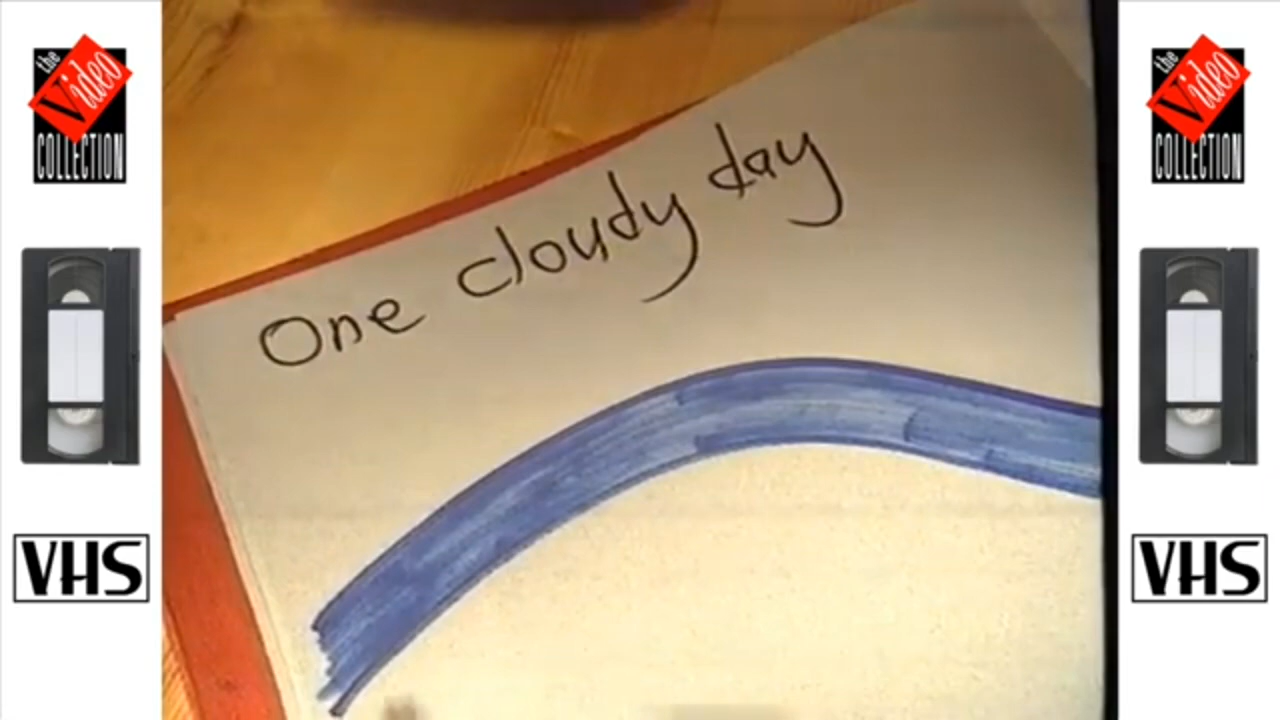 the
Video
COLLECTION
VHS
One cloudy day
the
Video
COLLECTION
VHS